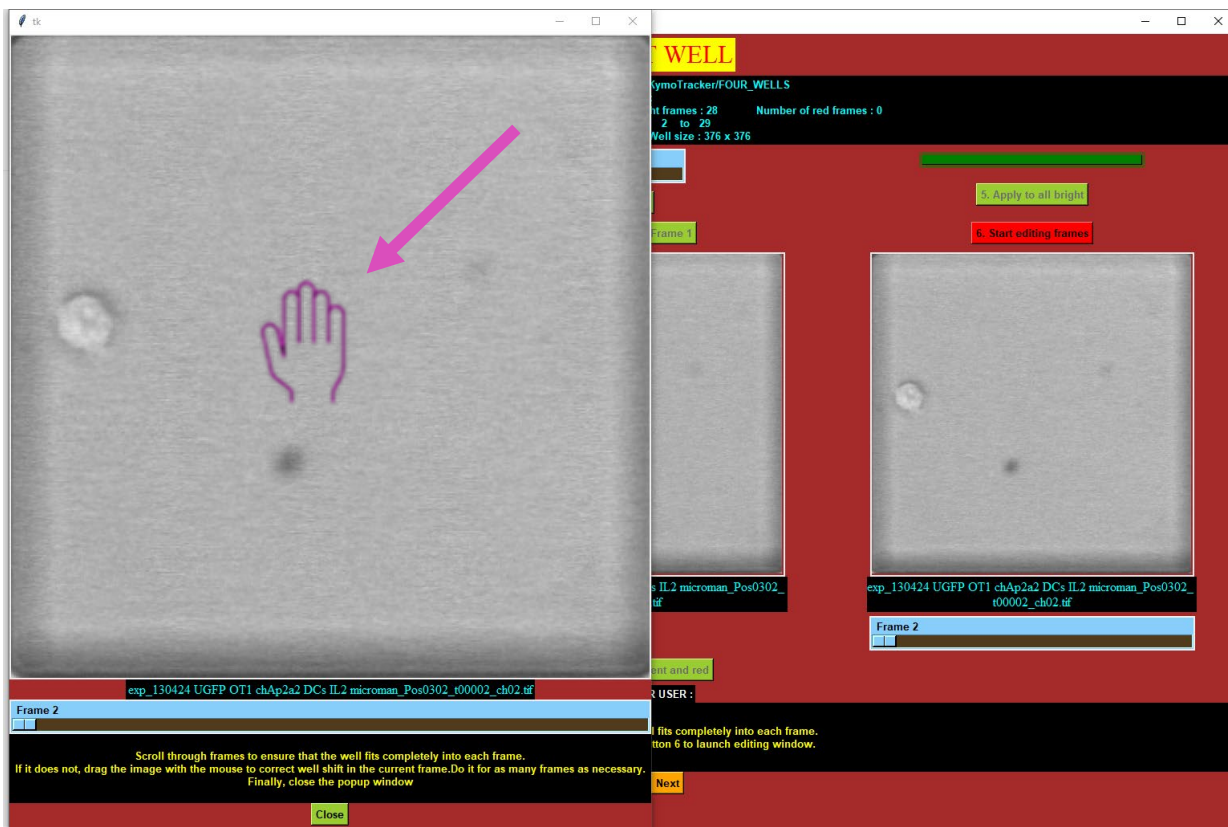 tk
exp_130424 UGFP OT1 chAp2a2 DCs IL2 microman_Pos0302_t00002_ch02.tif
Frame 2
Scroll through frames to ensure that the well fits completely into each frame.
If it does not, drag the image with the mouse to correct well shift in the current frame.Do it for as many frames as necessary.
Finally, close the popup window
Close
WELL
KymoTracker/FOUR_WELLS
ht frames : 28 Number of red frames : 0
2 to 29
Well size : 376 x 376
5. Apply to all bright
Frame 1
6. Start editing frames
s IL2 microman_Pos0302_
tif
exp_130424 UGFP OT1 chAp2a2 DCs IL2 microman_Pos0302_
t00002_ch02.tif
Frame 2
ent and red
R USER :
l fits completely into each frame.
tton 6 to launch editing window.
Next